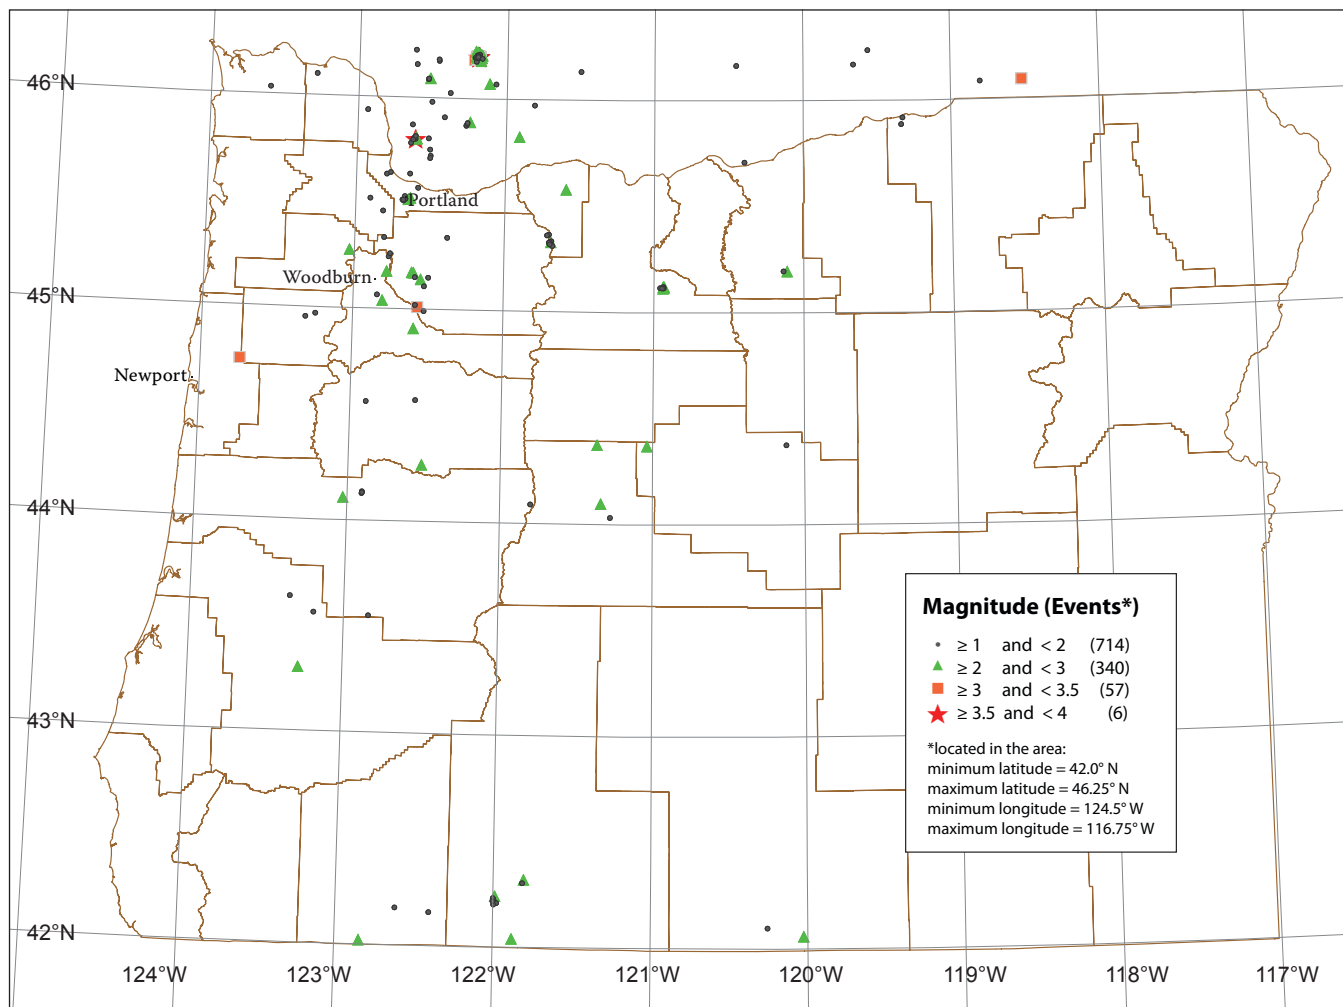 46°N
Portland
Woodburn
45°N
Newport
44°N
43°N
42°N
Magnitude (Events*)
≥ 1 and < 2 (714)
≥ 2 and < 3 (340)
≥ 3 and < 3.5 (57)
≥ 3.5 and < 4 (6)
*located in the area:
minimum latitude = 42.0° N
maximum latitude = 46.25° N
minimum longitude = 124.5° W
maximum longitude = 116.75° W
124°W 123°W 122°W 121°W 120°W 119°W 118°W 117°W